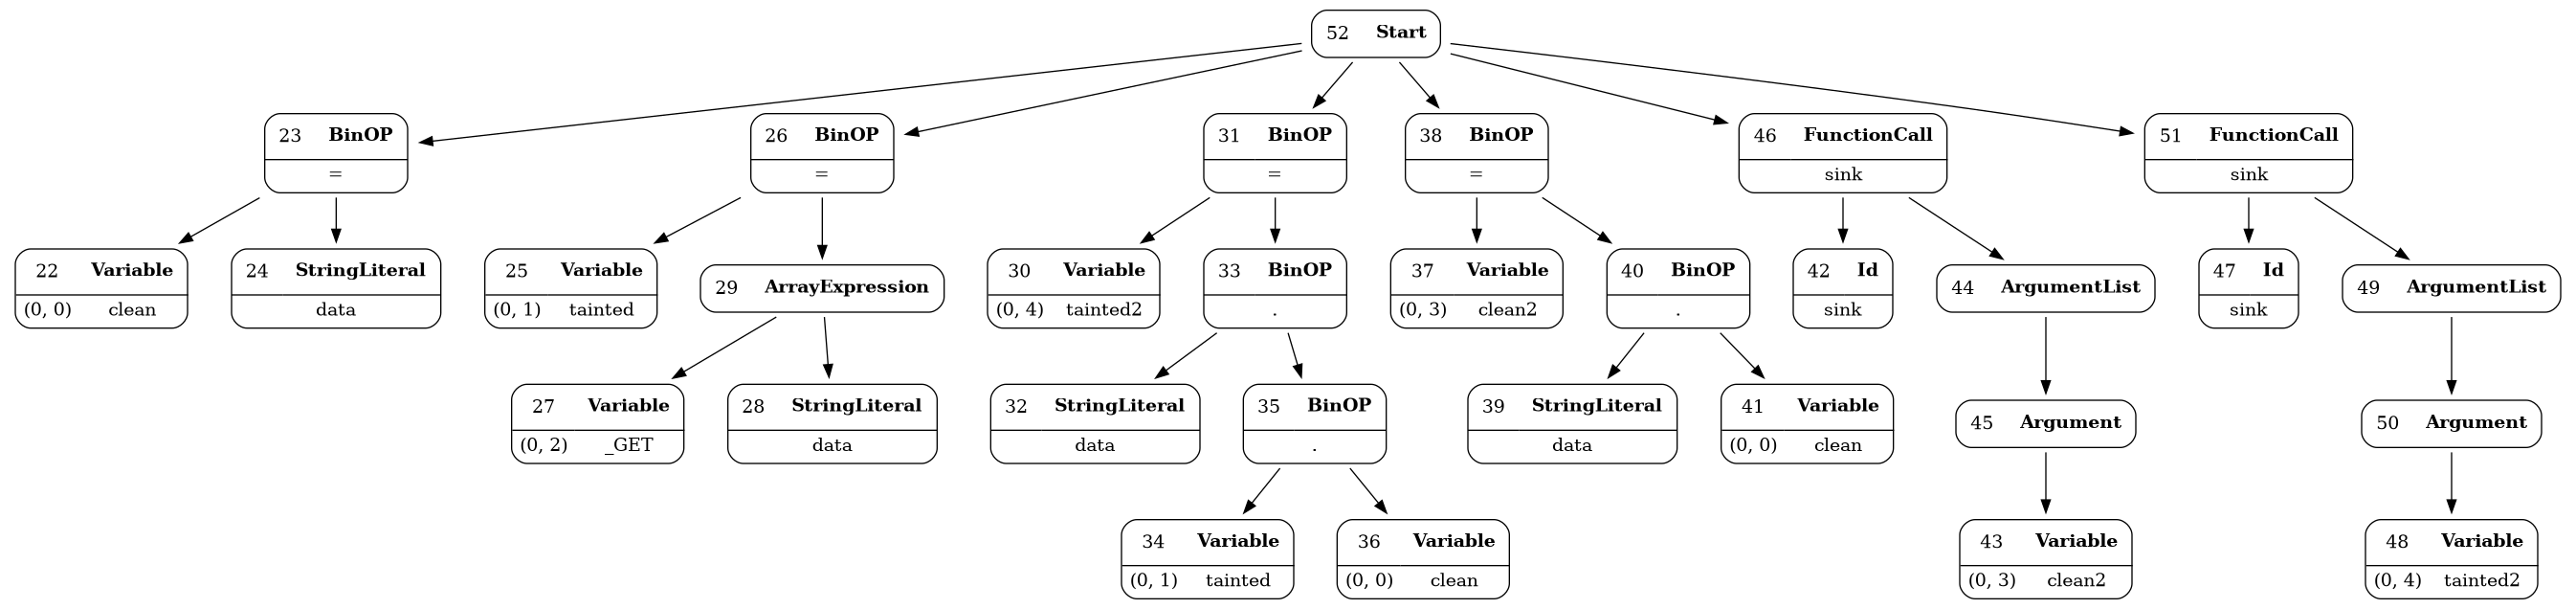 52 Start
23 BinOP
=
26 BinOP
=
31 BinOP
=
38 BinOP
=
46 FunctionCall
sink
51 FunctionCall
sink
22 Variable
(0, 0) clean
24 StringLiteral
data
25 Variable
(0, 1) tainted
29 ArrayExpression
30 Variable
(0, 4) tainted2
33 BinOP
.
37 Variable
(0, 3) clean2
40 BinOP
.
42 Id
sink
44 ArgumentList
47 Id
sink
49 ArgumentList
27 Variable
(0, 2) _GET
28 StringLiteral
data
32 StringLiteral
data
35 BinOP
.
39 StringLiteral
data
41 Variable
(0, 0) clean
45 Argument
50 Argument
34 Variable
(0, 1) tainted
36 Variable
(0, 0) clean
43 Variable
(0, 3) clean2
48 Variable
(0, 4) tainted2